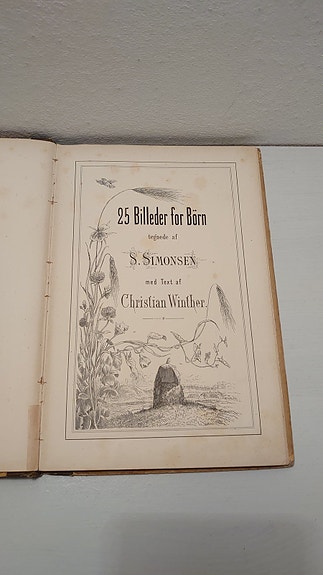 25 Billeder for Börn
tegnede af
S. SIMONSEN
med Text af
Christian Winther.